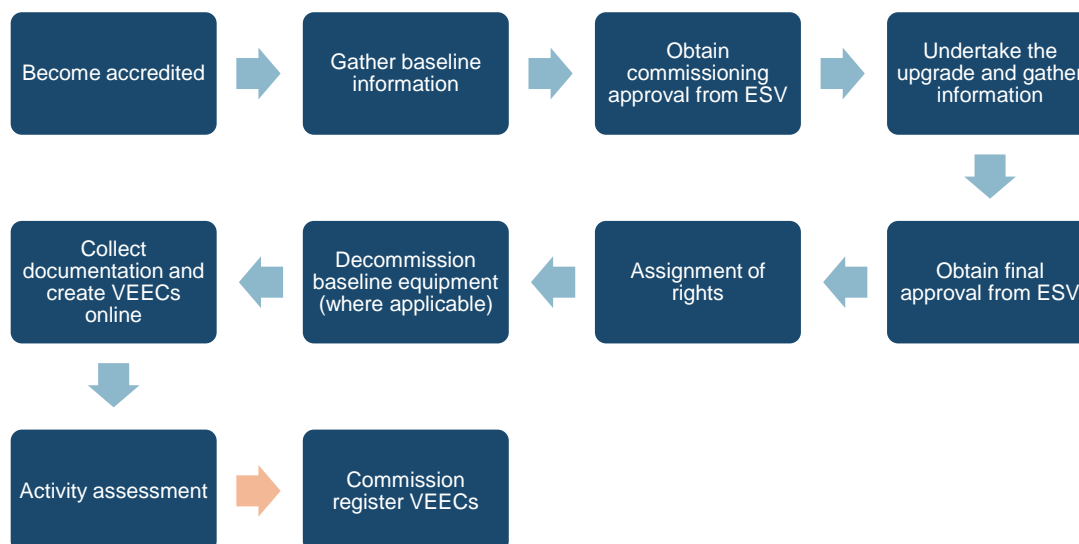 Become accredited
Gather baseline
information
Obtain
commissioning
approval from ESV
Undertake the
upgrade and gather
information
Obtain final
approval from ESV
Assignment of
rights
Decommission
baseline equipment
(where applicable)
Collect
documentation and
create VEECs
online
Activity assessment
Commission
register VEECs